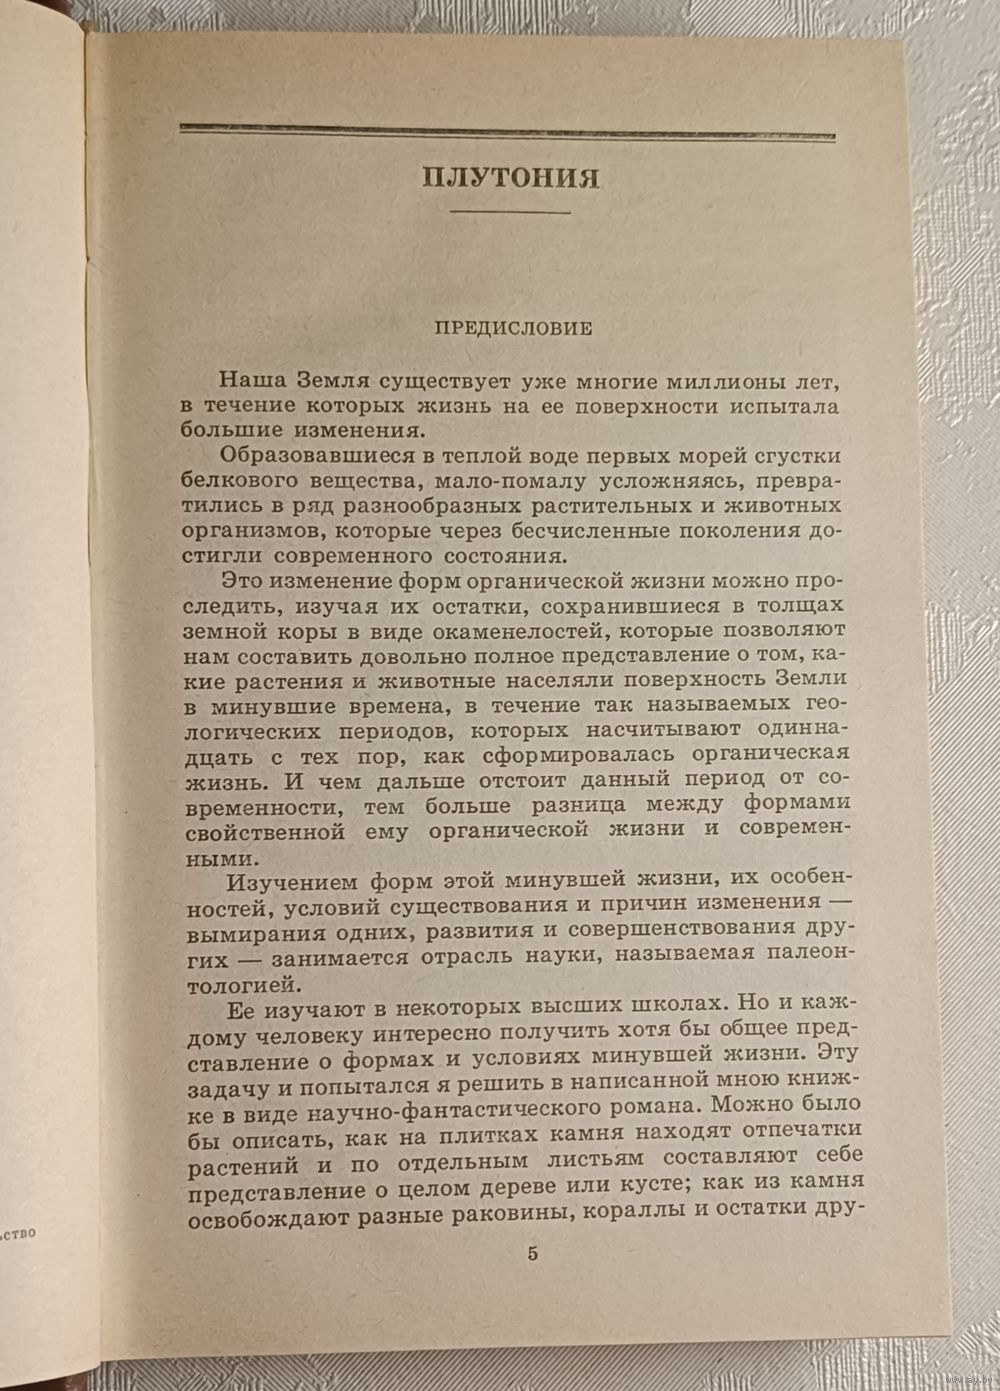 ПЛУТОНИЯ
ПРЕДИСЛОВИЕ
Наша Земля существует уже многие миллионы лет,
в течение которых жизнь на ее поверхности испытала
большие изменения.
Образовавшиеся в теплой воде первых морей сгустки
белкового вещества, мало-помалу усложняясь, превра-
тились в ряд разнообразных растительных и животных
организмов, которые через бесчисленные поколения до-
стигли современного состояния.
Это изменение форм органической жизни можно про-
следить, изучая их остатки, сохранившиеся в толщах
земной коры в виде окаменелостей, которые позволяют
нам составить довольно полное представление о том, ка-
кие растения и животные населяли поверхность Земли
в минувшие времена, в течение так называемых гео-
логических периодов, которых насчитывают одинна-
дцать с тех пор, как сформировалась органическая
жизнь. И чем дальше отстоит данный период от со-
временности, тем больше разница между формами
свойственной ему органической жизни и современ-
ными.
Изучением форм этой минувшей жизни, их особен-
ностей, условий существования и причин изменения —
вымирания одних, развития и совершенствования дру-
гих — занимается отрасль науки, называемая палеон-
тологией.
Ее изучают в некоторых высших школах. Но и каж-
дому человеку интересно получить хотя бы общее пред-
ставление о формах и условиях минувшей жизни. Эту
задачу и попытался я решить в написанной мною книж-
ке в виде научно-фантастического романа. Можно было
бы описать, как на плитках камня находят отпечатки
растений и по отдельным листьям составляют себе
представление о целом дереве или кусте; как из камня
освобождают разные раковины, кораллы и остатки дру-
5
ьство